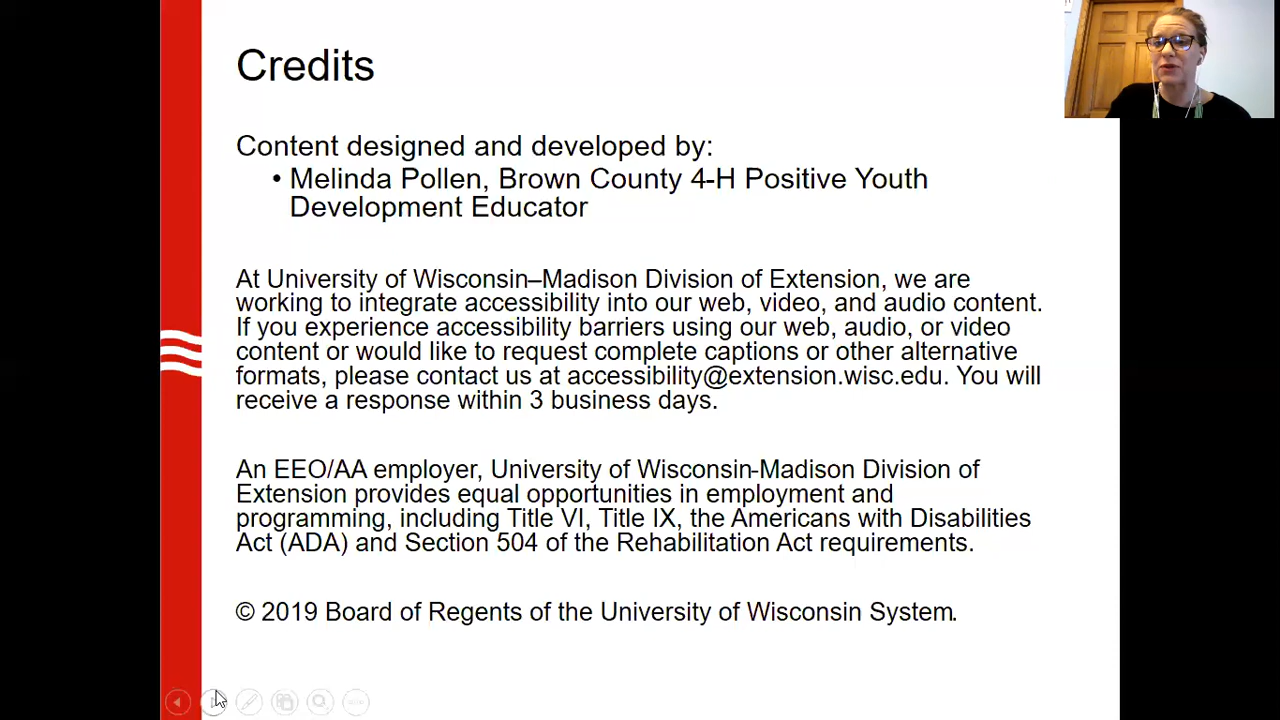 Credits
Content designed and developed by:
• Melinda Pollen, Brown County 4-H Positive Youth
Development Educator
At University of Wisconsin–Madison Division of Extension, we are
working to integrate accessibility into our web, video, and audio content.
If you experience accessibility barriers using our web, audio, or video
content or would like to request complete captions or other alternative
formats, please contact us at accessibility@extension.wisc.edu. You will
receive a response within 3 business days.
An EEO/AA employer, University of Wisconsin-Madison Division of
Extension provides equal opportunities in employment and
programming, including Title VI, Title IX, the Americans with Disabilities
Act (ADA) and Section 504 of the Rehabilitation Act requirements.
© 2019 Board of Regents of the University of Wisconsin System.